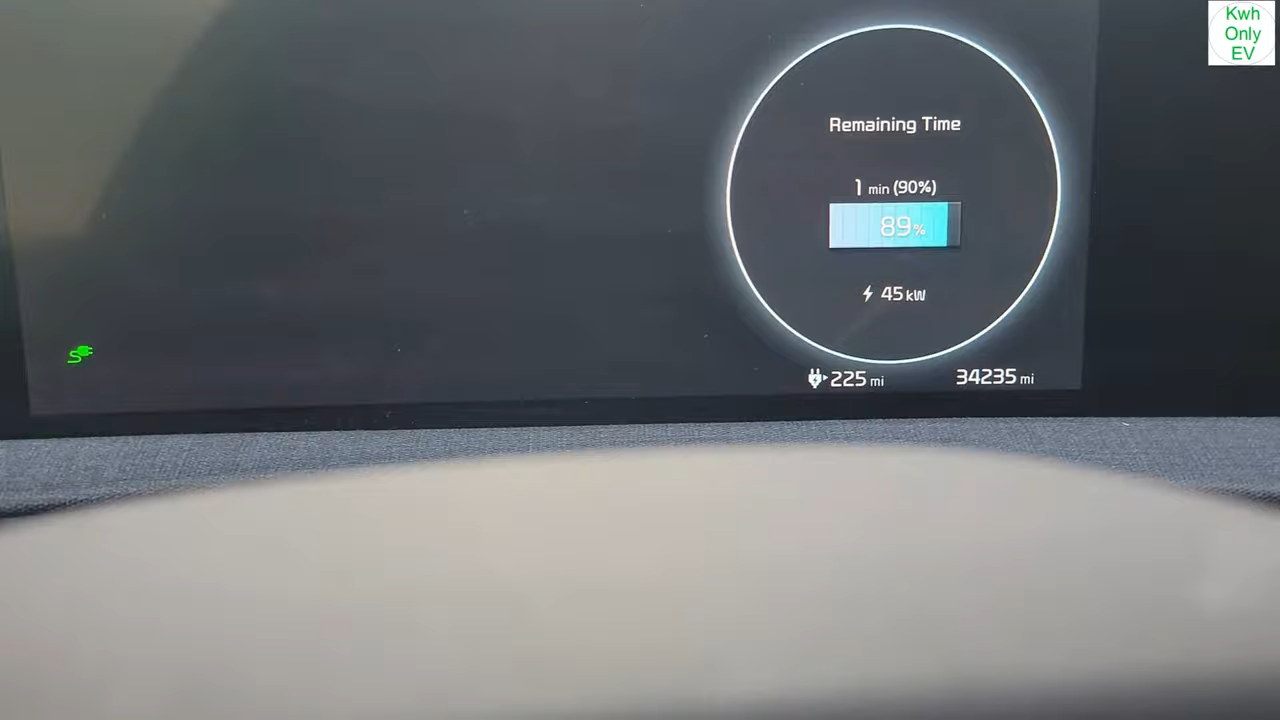 Kwh
Only
EV
Remaining Time
1 min (90%)
89%
45 kW
225 mi
34235 mi